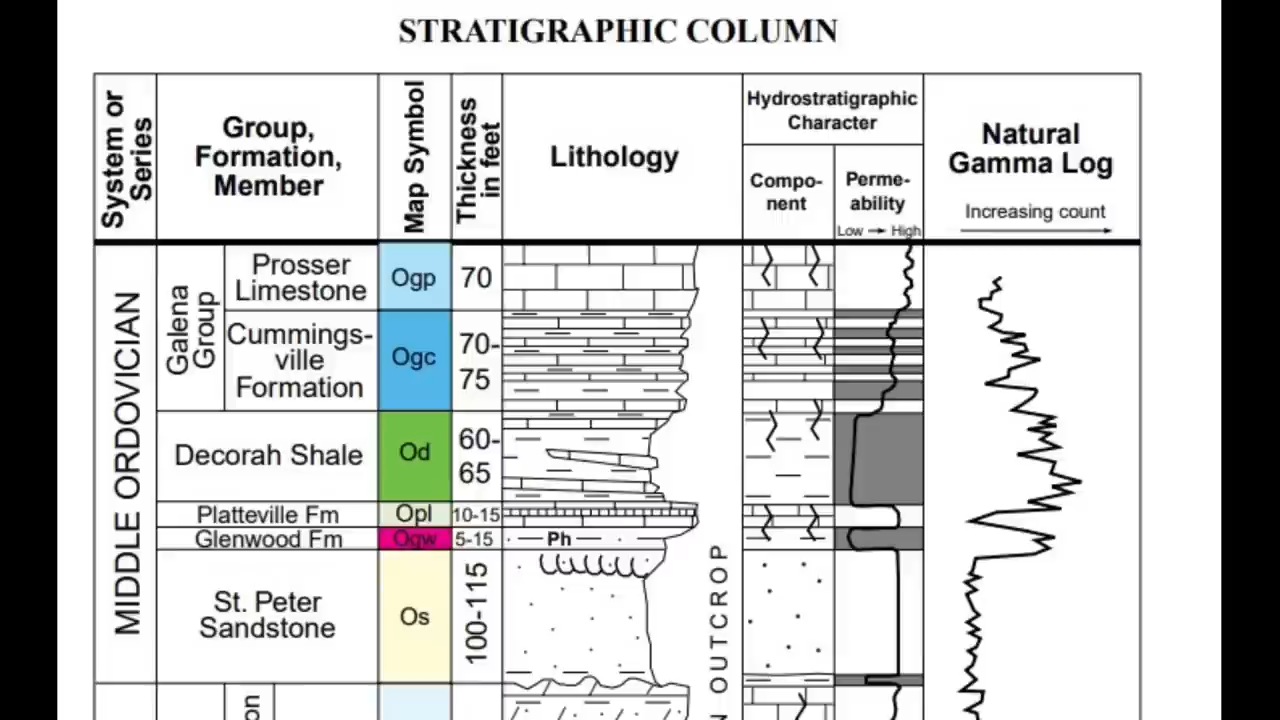 STRATIGRAPHIC COLUMN
System or
Series
Group,
Formation,
Member
Map Symbol
Thickness
in feet
Lithology
Hydrostratigraphic
Character
Compo-
nent
Perme-
ability
Low → High
Natural
Gamma Log
Increasing count
MIDDLE ORDOVICIAN
Galena
Group
Prosser
Limestone
Ogp
70
Cummings-
ville
Formation
Ogc
70-
75
Decorah Shale
Od
60-
65
Platteville Fm
Opl
10-15
Glenwood Fm
Ogw
5-15
Ph
St. Peter
Sandstone
Os
100-115
N OUTCROP
on